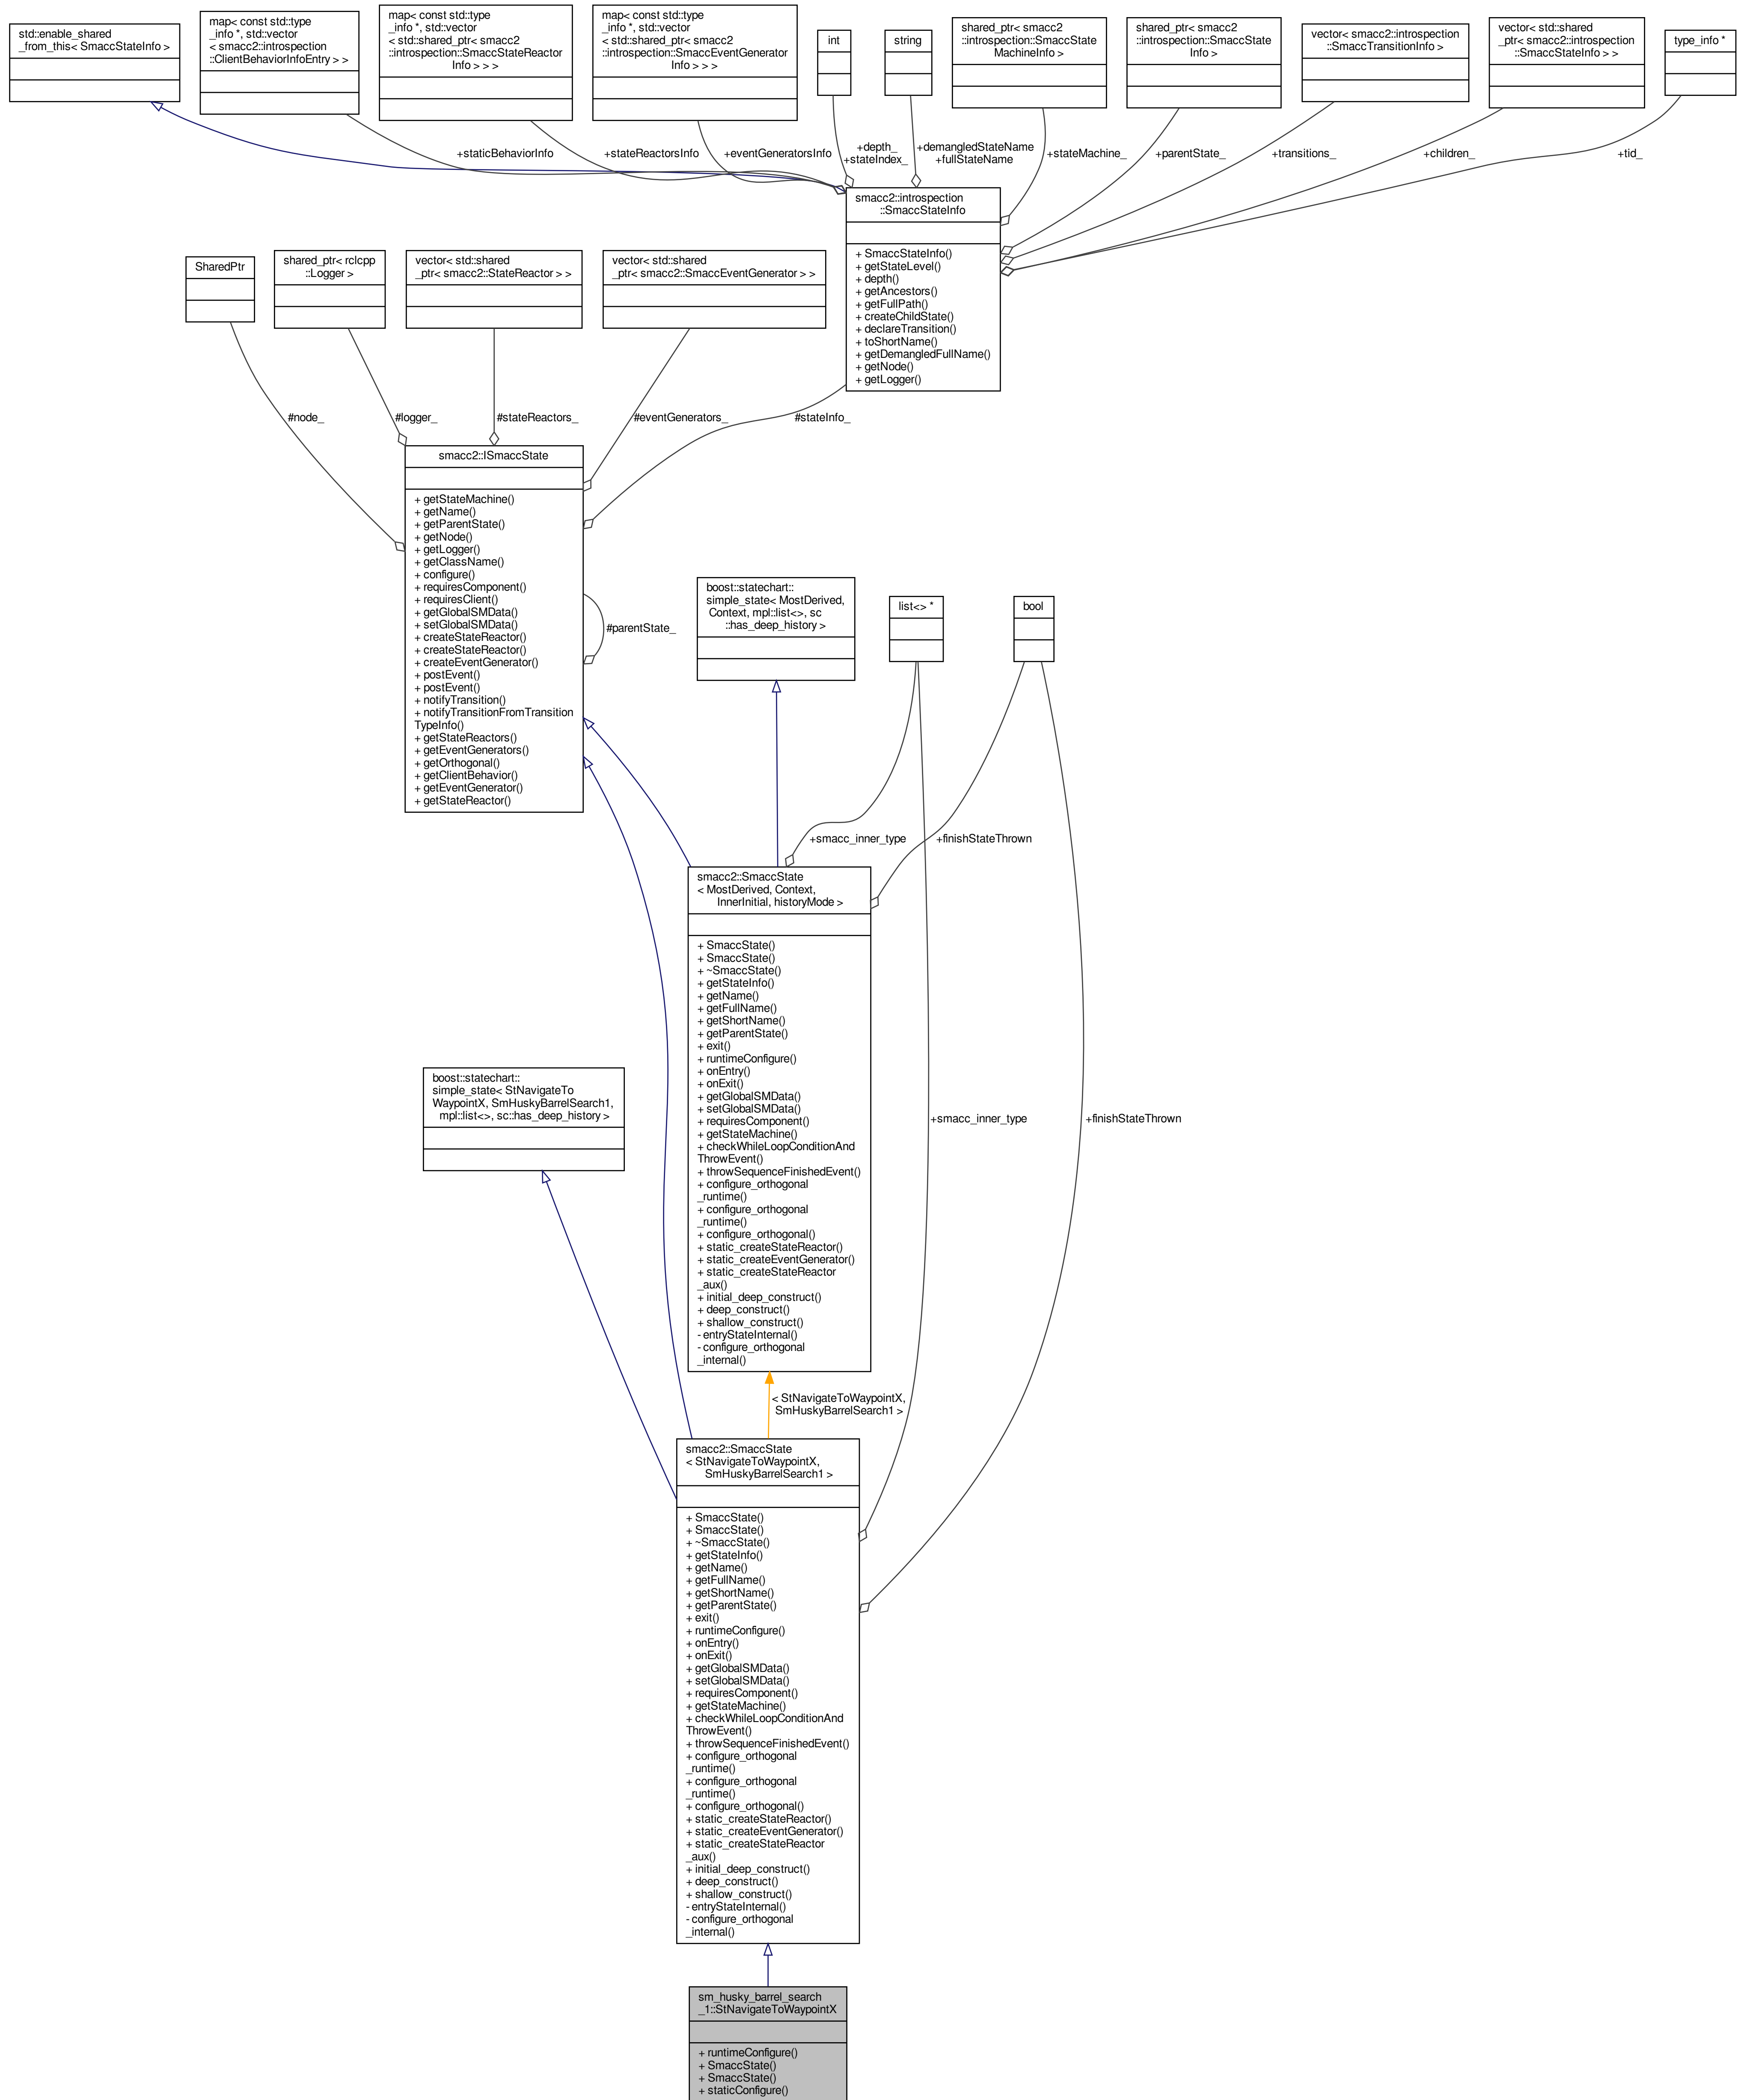 std::enable_shared
_from_this< SmaccStateInfo >
map< const std::type
_info *, std::vector
< smacc2::introspection
::ClientBehaviorInfoEntry > >
map< const std::type
_info *, std::vector
< std::shared_ptr< smacc2
::introspection::SmaccStateReactor
Info > > >
map< const std::type
_info *, std::vector
< std::shared_ptr< smacc2
::introspection::SmaccEventGenerator
Info > > >
int
string
shared_ptr< smacc2
::introspection::SmaccState
MachineInfo >
shared_ptr< smacc2
::introspection::SmaccState
Info >
vector< smacc2::introspection
::SmaccTransitionInfo >
vector< std::shared
_ptr< smacc2::introspection
::SmaccStateInfo > >
type_info *
+staticBehaviorInfo
+stateReactorsInfo
+eventGeneratorsInfo
+depth_
+stateIndex_
+demangledStateName
+fullStateName
+stateMachine_
+parentState_
+transitions_
+children_
+tid_
smacc2::introspection
::SmaccStateInfo
+ SmaccStateInfo()
+ getStateLevel()
+ depth()
+ getAncestors()
+ getFullPath()
+ createChildState()
+ declareTransition()
+ toShortName()
+ getDemangledFullName()
+ getNode()
+ getLogger()
SharedPtr
shared_ptr< rclcpp
::Logger >
vector< std::shared
_ptr< smacc2::StateReactor > >
vector< std::shared
_ptr< smacc2::SmaccEventGenerator > >
#node_
#logger_
#stateReactors_
#eventGenerators_
#stateInfo_
smacc2::ISmaccState
+ getStateMachine()
+ getName()
+ getParentState()
+ getNode()
+ getLogger()
+ getClassName()
+ configure()
+ requiresComponent()
+ requiresClient()
+ getGlobalSMData()
+ setGlobalSMData()
+ createStateReactor()
+ createStateReactor()
+ createEventGenerator()
+ postEvent()
+ postEvent()
+ notifyTransition()
+ notifyTransitionFromTransition
TypeInfo()
+ getStateReactors()
+ getEventGenerators()
+ getOrthogonal()
+ getClientBehavior()
+ getEventGenerator()
+ getStateReactor()
#parentState_
boost::statechart::
simple_state< MostDerived,
Context, mpl::list<>, sc
::has_deep_history >
list<> *
bool
+smacc_inner_type
+finishStateThrown
smacc2::SmaccState
< MostDerived, Context,
InnerInitial, historyMode >
+ SmaccState()
+ SmaccState()
+ ~SmaccState()
+ getStateInfo()
+ getName()
+ getFullName()
+ getShortName()
+ getParentState()
+ exit()
+ runtimeConfigure()
+ onEntry()
+ onExit()
+ getGlobalSMData()
+ setGlobalSMData()
+ requiresComponent()
+ getStateMachine()
+ checkWhileLoopConditionAnd
ThrowEvent()
+ throwSequenceFinishedEvent()
+ configure_orthogonal
_runtime()
+ configure_orthogonal
_runtime()
+ configure_orthogonal()
+ static_createStateReactor()
+ static_createEventGenerator()
+ static_createStateReactor
_aux()
+ initial_deep_construct()
+ deep_construct()
+ shallow_construct()
- entryStateInternal()
- configure_orthogonal
_internal()
boost::statechart::
simple_state< StNavigateTo
WaypointX, SmHuskyBarrelSearch1,
mpl::list<>, sc::has_deep_history >
+smacc_inner_type
+finishStateThrown
< StNavigateToWaypointX,
SmHuskyBarrelSearch1 >
smacc2::SmaccState
< StNavigateToWaypointX,
SmHuskyBarrelSearch1 >
+ SmaccState()
+ SmaccState()
+ ~SmaccState()
+ getStateInfo()
+ getName()
+ getFullName()
+ getShortName()
+ getParentState()
+ exit()
+ runtimeConfigure()
+ onEntry()
+ onExit()
+ getGlobalSMData()
+ setGlobalSMData()
+ requiresComponent()
+ getStateMachine()
+ checkWhileLoopConditionAnd
ThrowEvent()
+ throwSequenceFinishedEvent()
+ configure_orthogonal
_runtime()
+ configure_orthogonal
_runtime()
+ configure_orthogonal()
+ static_createStateReactor()
+ static_createEventGenerator()
+ static_createStateReactor
_aux()
+ initial_deep_construct()
+ deep_construct()
+ shallow_construct()
- entryStateInternal()
- configure_orthogonal
_internal()
sm_husky_barrel_search
_1::StNavigateToWaypointX
+ runtimeConfigure()
+ SmaccState()
+ SmaccState()
+ staticConfigure()